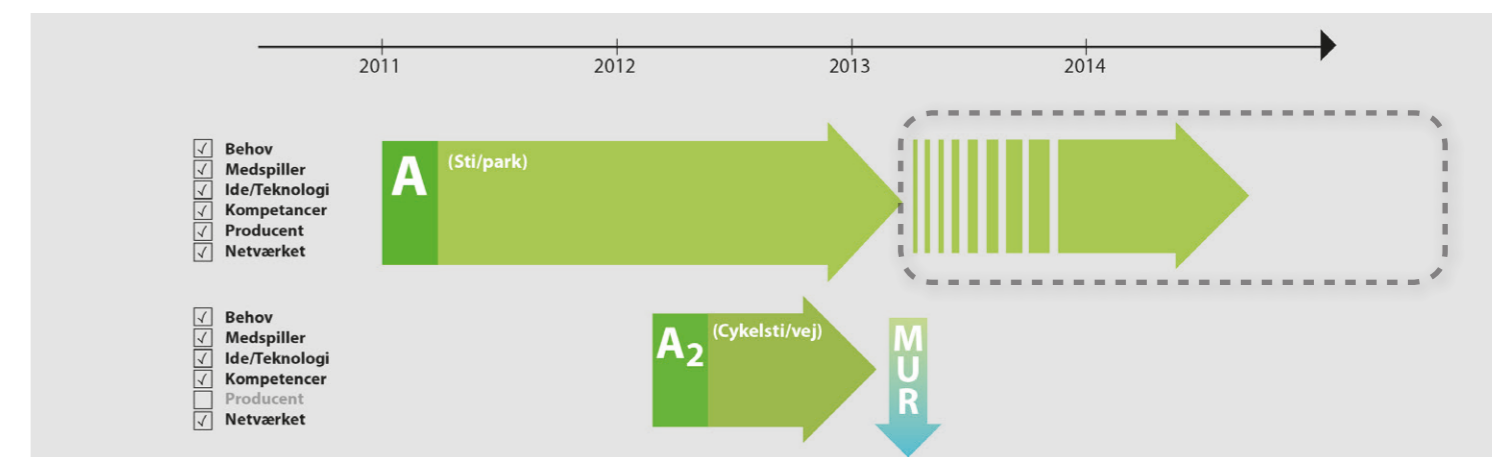 2011 2012 2013 2014
Behov
Medspiller
Ide/Teknologi
Kompetancer
Producent
Netværket
A (Sti/park)
Behov
Medspiller
Ide/Teknologi
Kompetencer
Producent
Netværket
A2 (Cykelsti/vej)
MUR